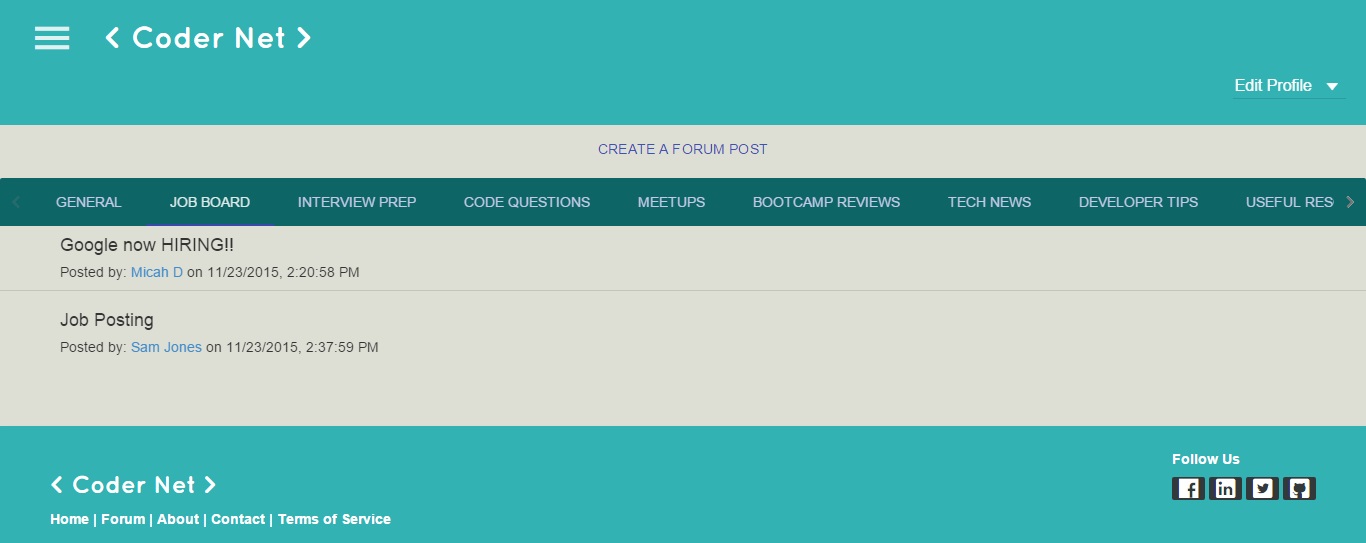 < Coder Net >
Edit Profile
CREATE A FORUM POST
GENERAL JOB BOARD INTERVIEW PREP CODE QUESTIONS MEETUPS BOOTCAMP REVIEWS TECH NEWS DEVELOPER TIPS USEFUL RES
Google now HIRING!!
Posted by: Micah D on 11/23/2015, 2:20:58 PM
Job Posting
Posted by: Sam Jones on 11/23/2015, 2:37:59 PM
Follow Us
< Coder Net >
Home | Forum | About | Contact | Terms of Service